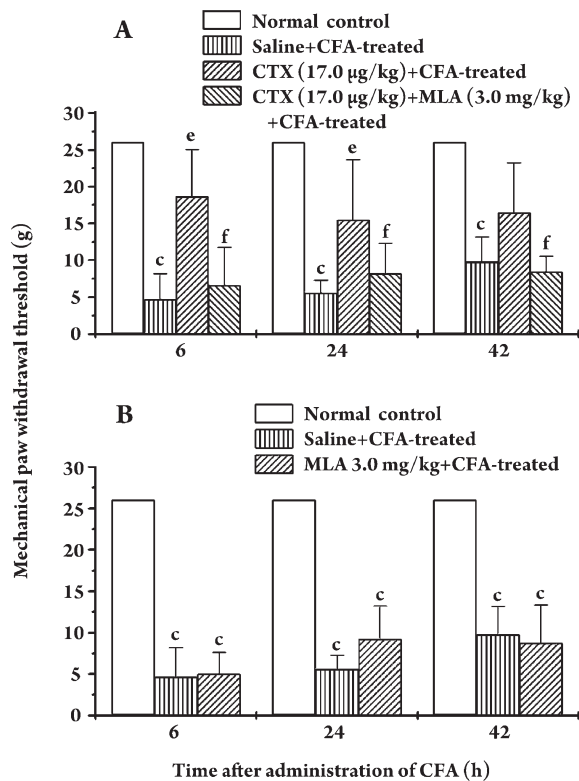 A
Normal control
Saline+CFA-treated
CTX (17.0 μg/kg)+CFA-treated
CTX (17.0 μg/kg)+MLA (3.0 mg/kg)
+CFA-treated
30
25
20
15
10
5
0
c
e
f
c
e
f
c
f
6
24
42
Mechanical paw withdrawal threshold (g)
B
Normal control
Saline+CFA-treated
MLA 3.0 mg/kg+CFA-treated
30
25
20
15
10
5
0
c
c
c
c
c
c
6
24
42
Time after administration of CFA (h)